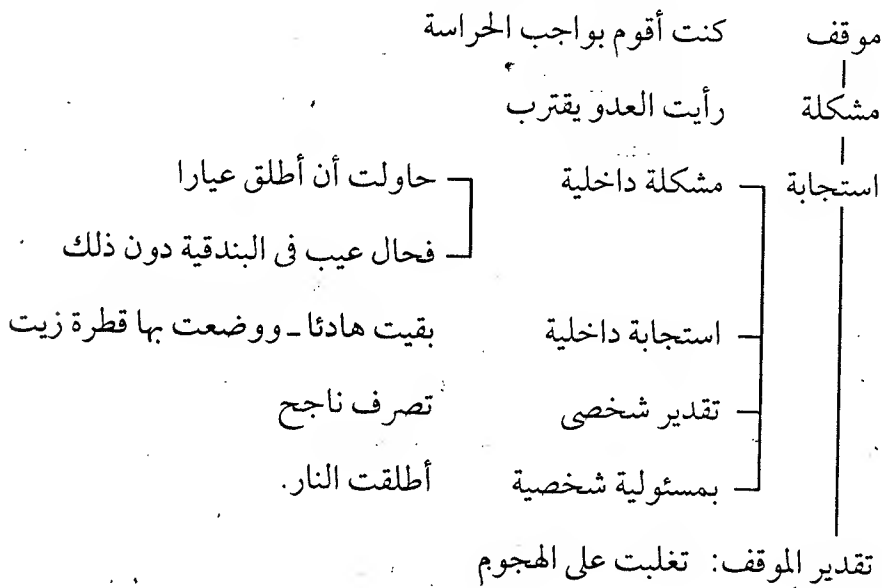 موقف كنت أقوم بواجب الحراسة
مشكلة رأيت العدو يقترب
استجابة مشكلة داخلية حاولت أن أطلق عيارا
فحال عيب فى البندقية دون ذلك
استجابة داخلية بقيت هادئا ـ ووضعت بها قطرة زيت
تقدير شخصى تصرف ناجح
بمسئولية شخصية أطلقت النار.
تقدير الموقف: تغلبت على الهجوم